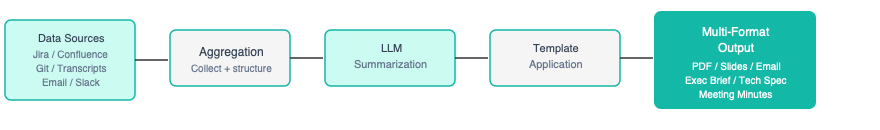 Data Sources
Jira / Confluence
Git / Transcripts
Email / Slack
Aggregation
Collect + structure
LLM
Summarization
Template
Application
Multi-Format
Output
PDF / Slides / Email
Exec Brief / Tech Spec
Meeting Minutes